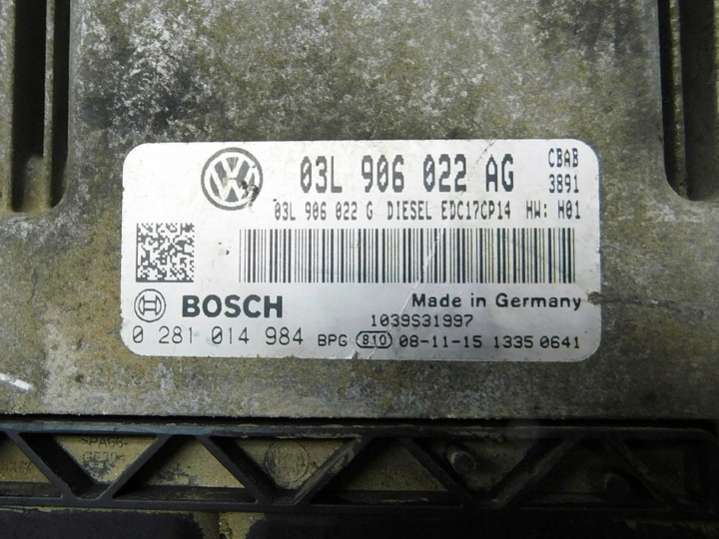 03L 906 022 AG CBAB
3891
03L 906 022 G DIESEL EDC17CP14 HW: H01
BOSCH Made in Germany
1039S31997
0 281 014 984 BPG 810 08-11-15 1335 0641